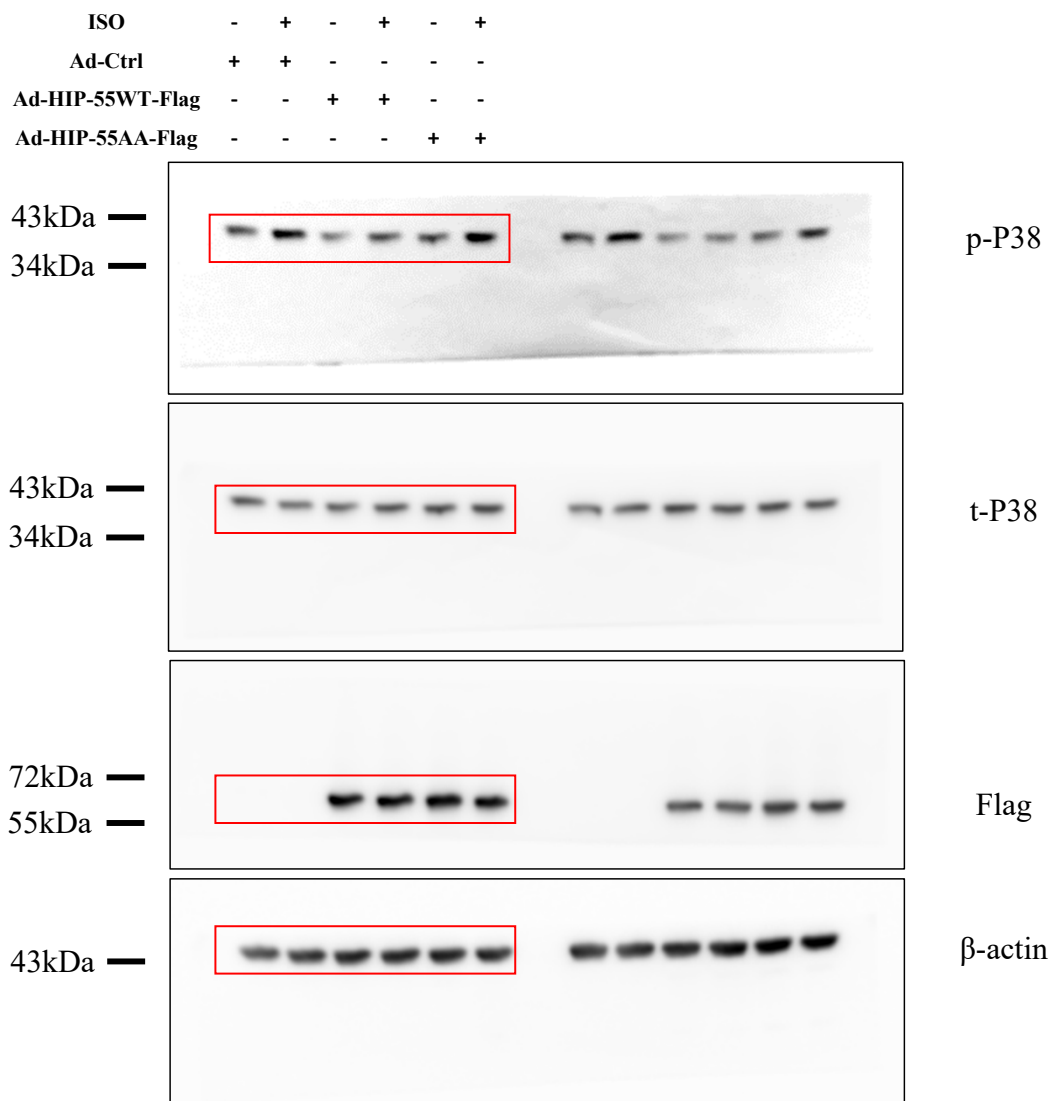 ISO - + - + - +
Ad-Ctrl + + - - - -
Ad-HIP-55WT-Flag - - + + - -
Ad-HIP-55AA-Flag - - - - + +
43kDa
34kDa
p-P38
43kDa
34kDa
t-P38
72kDa
55kDa
Flag
43kDa
β-actin